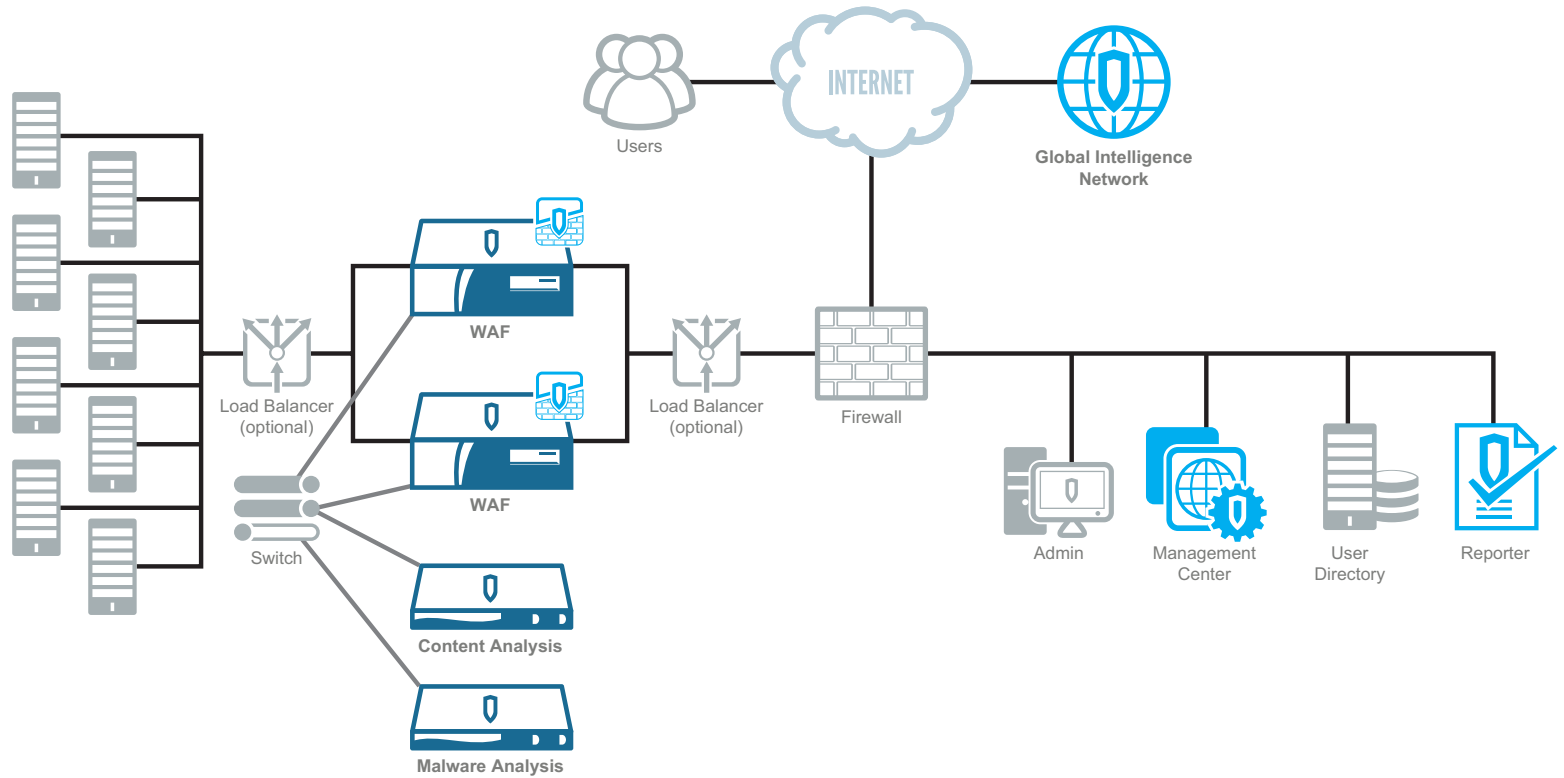 INTERNET
Users
Global Intelligence
Network
WAF
Load Balancer
(optional)
Load Balancer
(optional)
Firewall
WAF
Switch
Admin
Management
Center
User
Directory
Reporter
Content Analysis
Malware Analysis